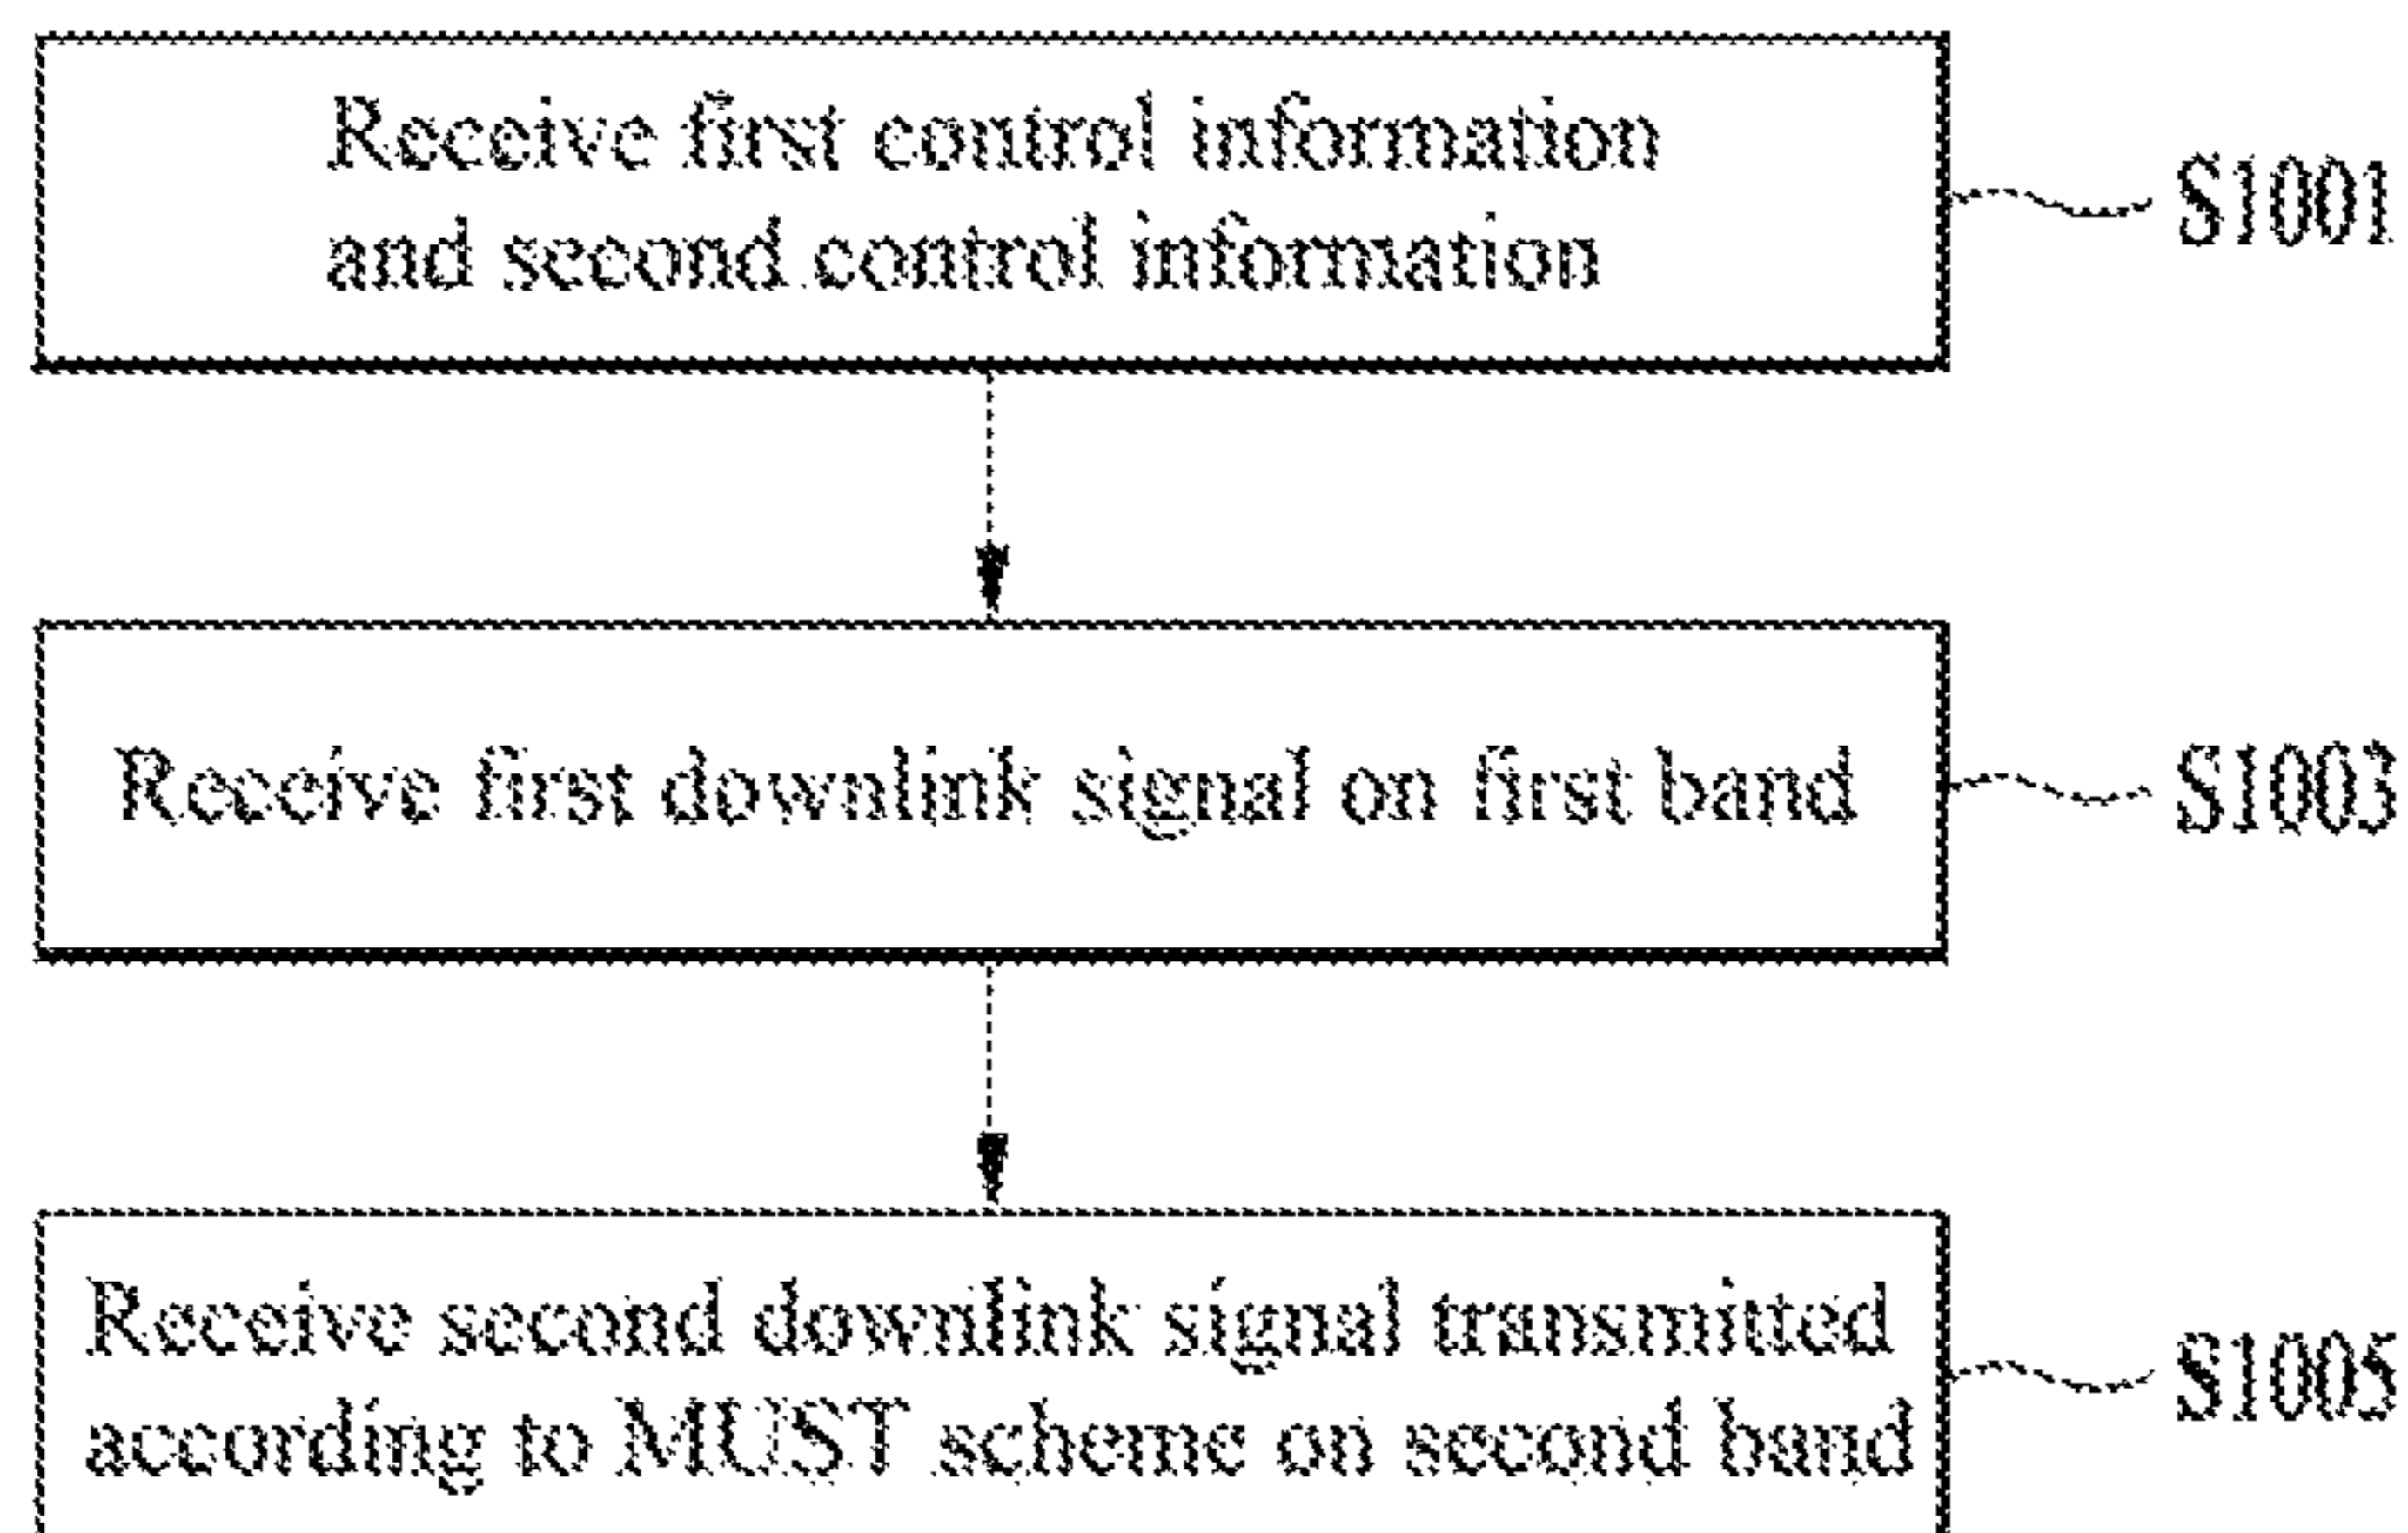 Receive first control information
and second control information
S1001
Receive first downlink signal on first band
S1003
Receive second downlink signal transmitted
according to MUST scheme on second band
S1005